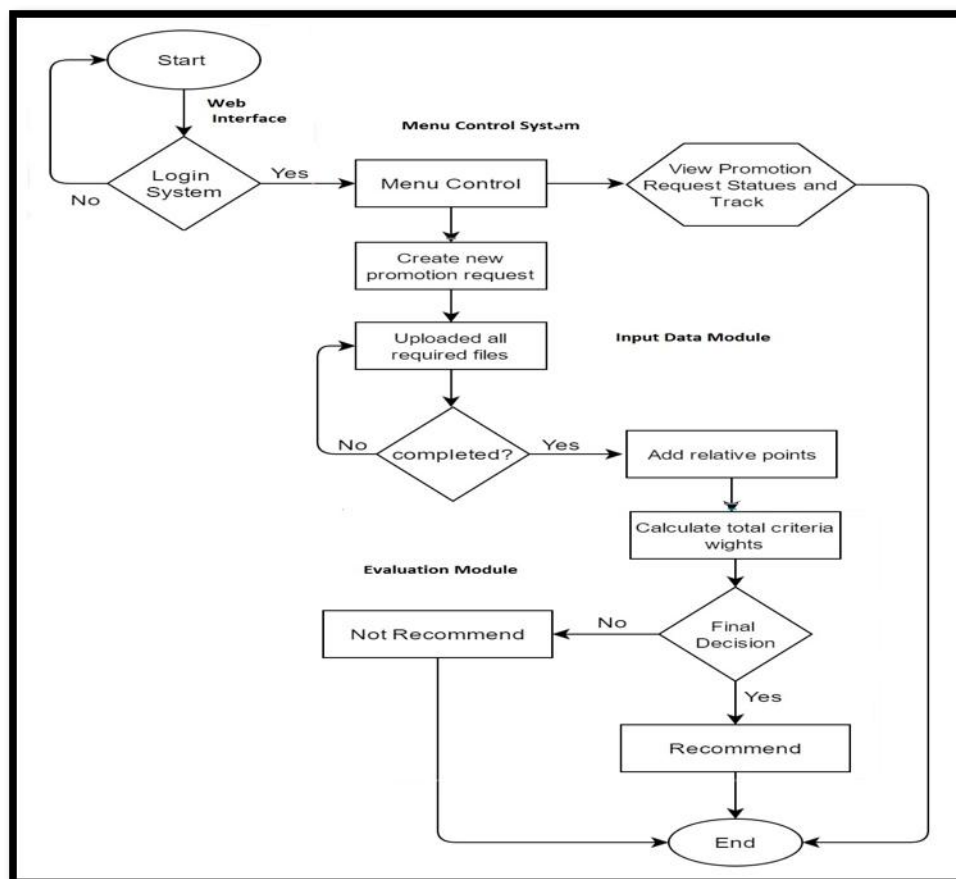 Start
Web
Interface
Menu Control System
Login
System
No
Yes
Menu Control
View Promotion
Request Statues and
Track
Create new
promotion request
Uploaded all
required files
Input Data Module
No
completed?
Yes
Add relative points
Calculate total criteria
wights
Evaluation Module
Not Recommend
No
Final
Decision
Yes
Recommend
End